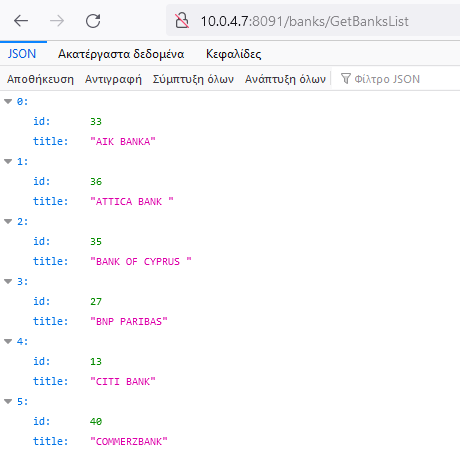 10.0.4.7:8091/banks/GetBanksList
JSON Ακατέργαστα δεδομένα Κεφαλίδες
Αποθήκευση Αντιγραφή Σύμπτυξη όλων Ανάπτυξη όλων Φίλτρο JSON
0:
id: 33
title: "AIK BANKA"
1:
id: 36
title: "ATTICA BANK "
2:
id: 35
title: "BANK OF CYPRUS "
3:
id: 27
title: "BNP PARIBAS"
4:
id: 13
title: "CITI BANK"
5:
id: 40
title: "COMMERZBANK"